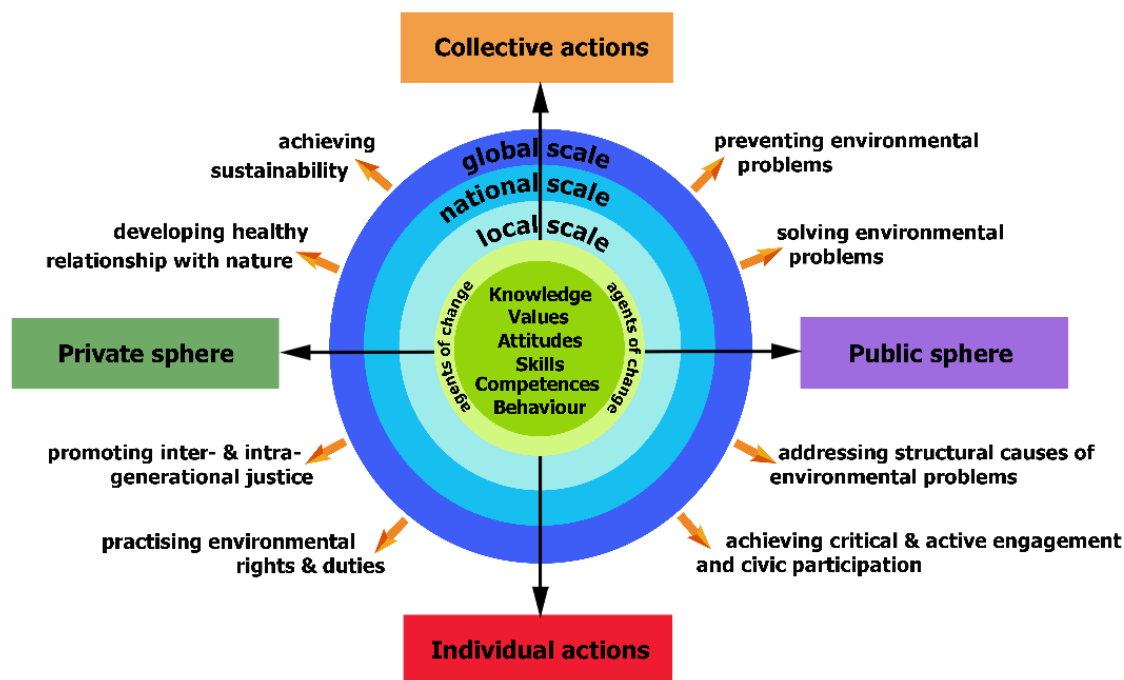 Collective actions
achieving
sustainability
preventing environmental
problems
global scale
national scale
local scale
developing healthy
relationship with nature
solving environmental
problems
agents of change
Knowledge
Values
Attitudes
Skills
Competences
Behaviour
agents of change
Private sphere
Public sphere
promoting inter- & intra-
generational justice
addressing structural causes of
environmental problems
practising environmental
rights & duties
achieving critical & active engagement
and civic participation
Individual actions